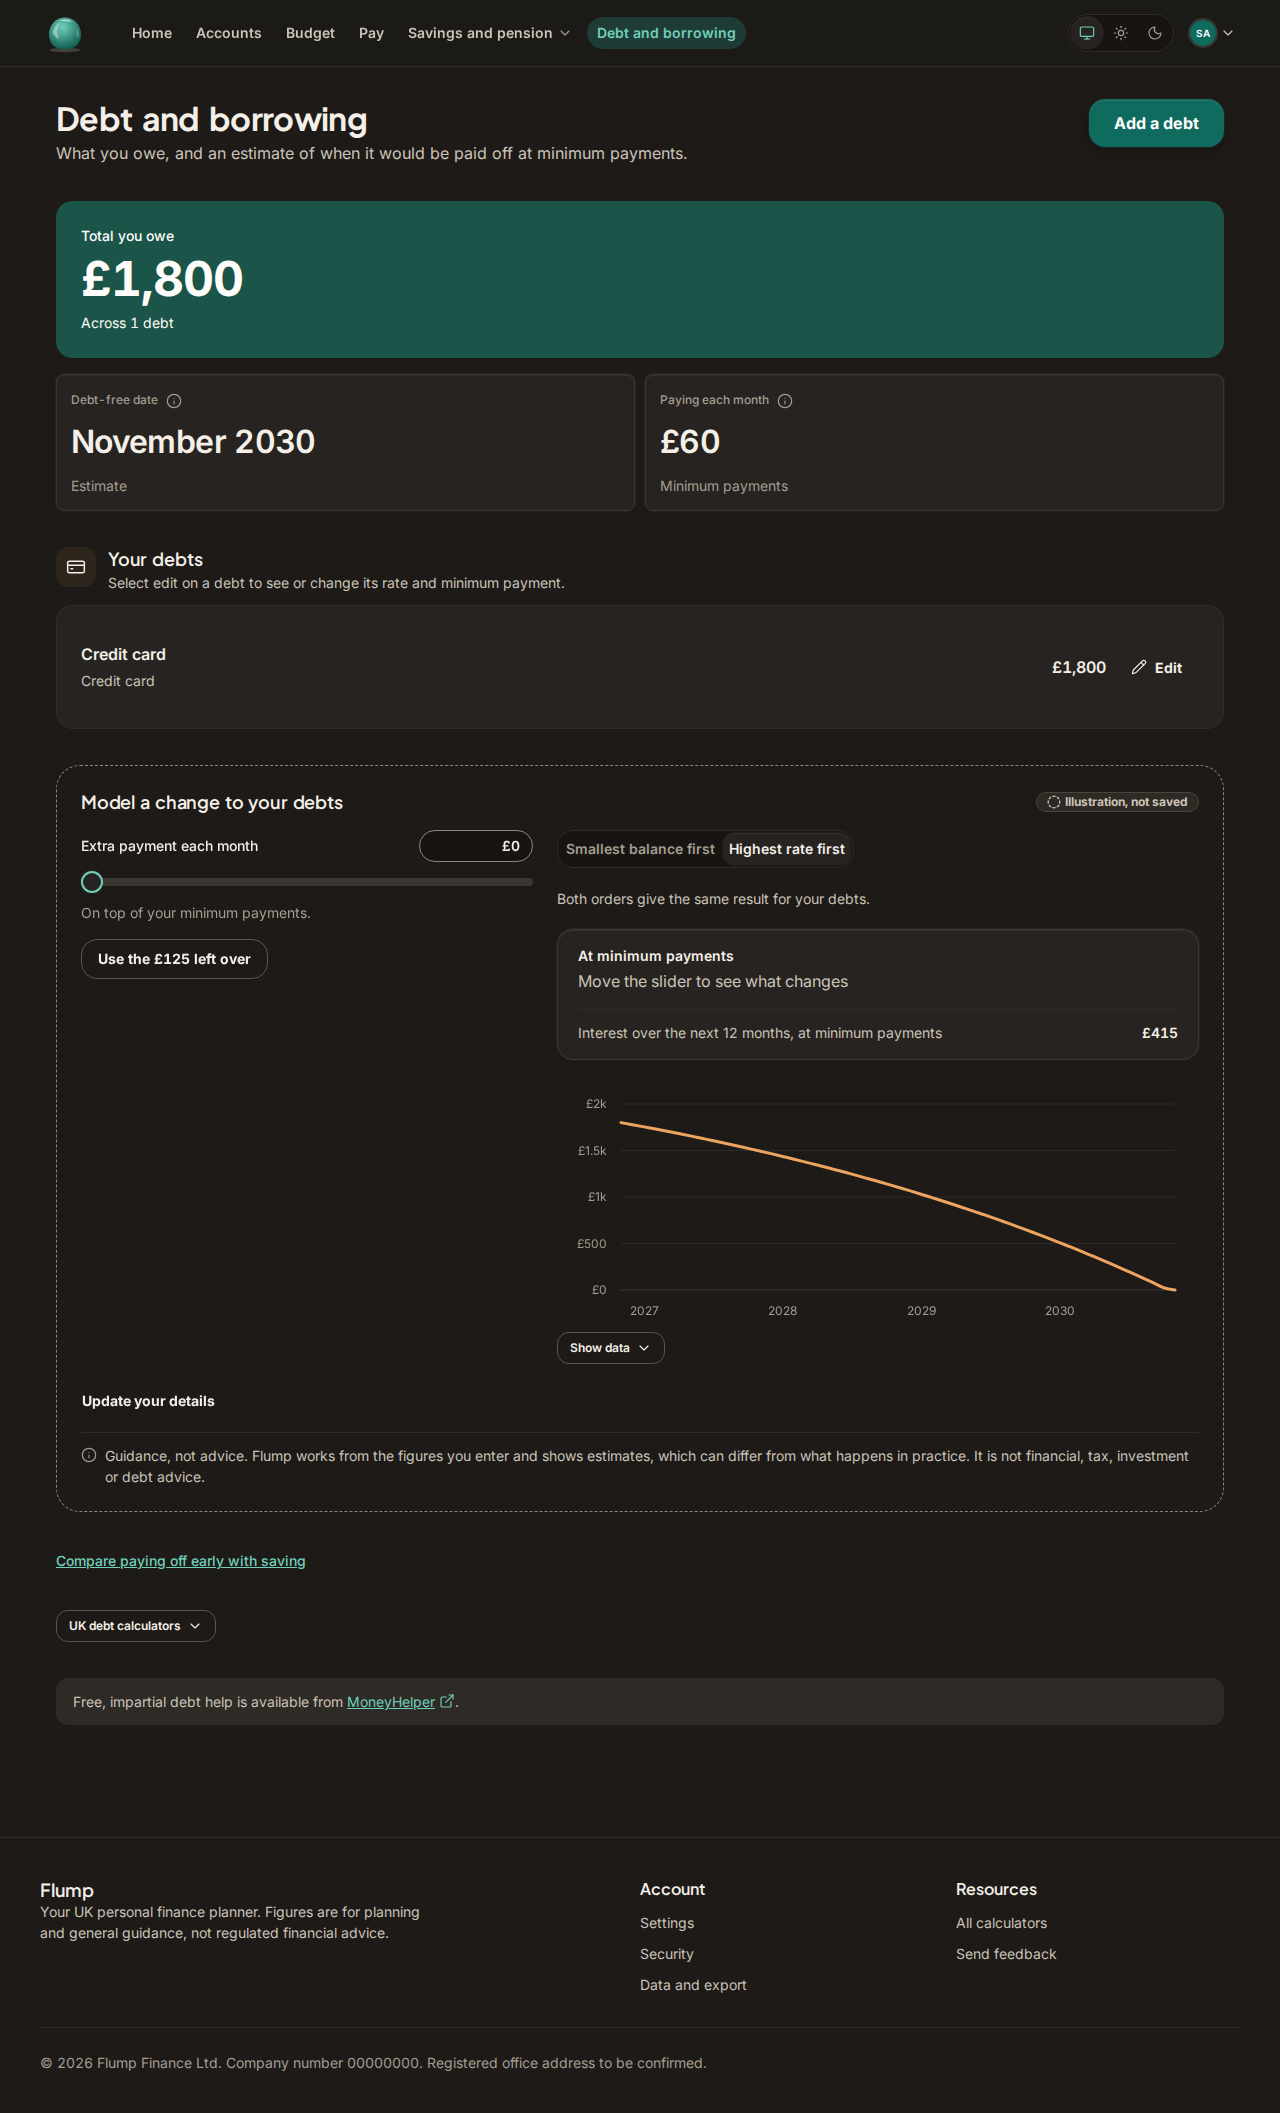 Home
Accounts
Budget
Pay
Savings and pension
Debt and borrowing
SA
Debt and borrowing
What you owe, and an estimate of when it would be paid off at minimum payments.
Add a debt
Total you owe
£1,800
Across 1 debt
Debt-free date
November 2030
Estimate
Paying each month
£60
Minimum payments
Your debts
Select edit on a debt to see or change its rate and minimum payment.
Credit card
Credit card
£1,800
Edit
Model a change to your debts
Illustration, not saved
Extra payment each month
£0
On top of your minimum payments.
Use the £125 left over
Smallest balance first
Highest rate first
Both orders give the same result for your debts.
At minimum payments
Move the slider to see what changes
Interest over the next 12 months, at minimum payments
£415
£2k
£1.5k
£1k
£500
£0
2027
2028
2029
2030
Show data
Update your details
Guidance, not advice. Flump works from the figures you enter and shows estimates, which can differ from what happens in practice. It is not financial, tax, investment
or debt advice.
Compare paying off early with saving
UK debt calculators
Free, impartial debt help is available from MoneyHelper.
Flump
Your UK personal finance planner. Figures are for planning
and general guidance, not regulated financial advice.
Account
Settings
Security
Data and export
Resources
All calculators
Send feedback
© 2026 Flump Finance Ltd. Company number 00000000. Registered office address to be confirmed.